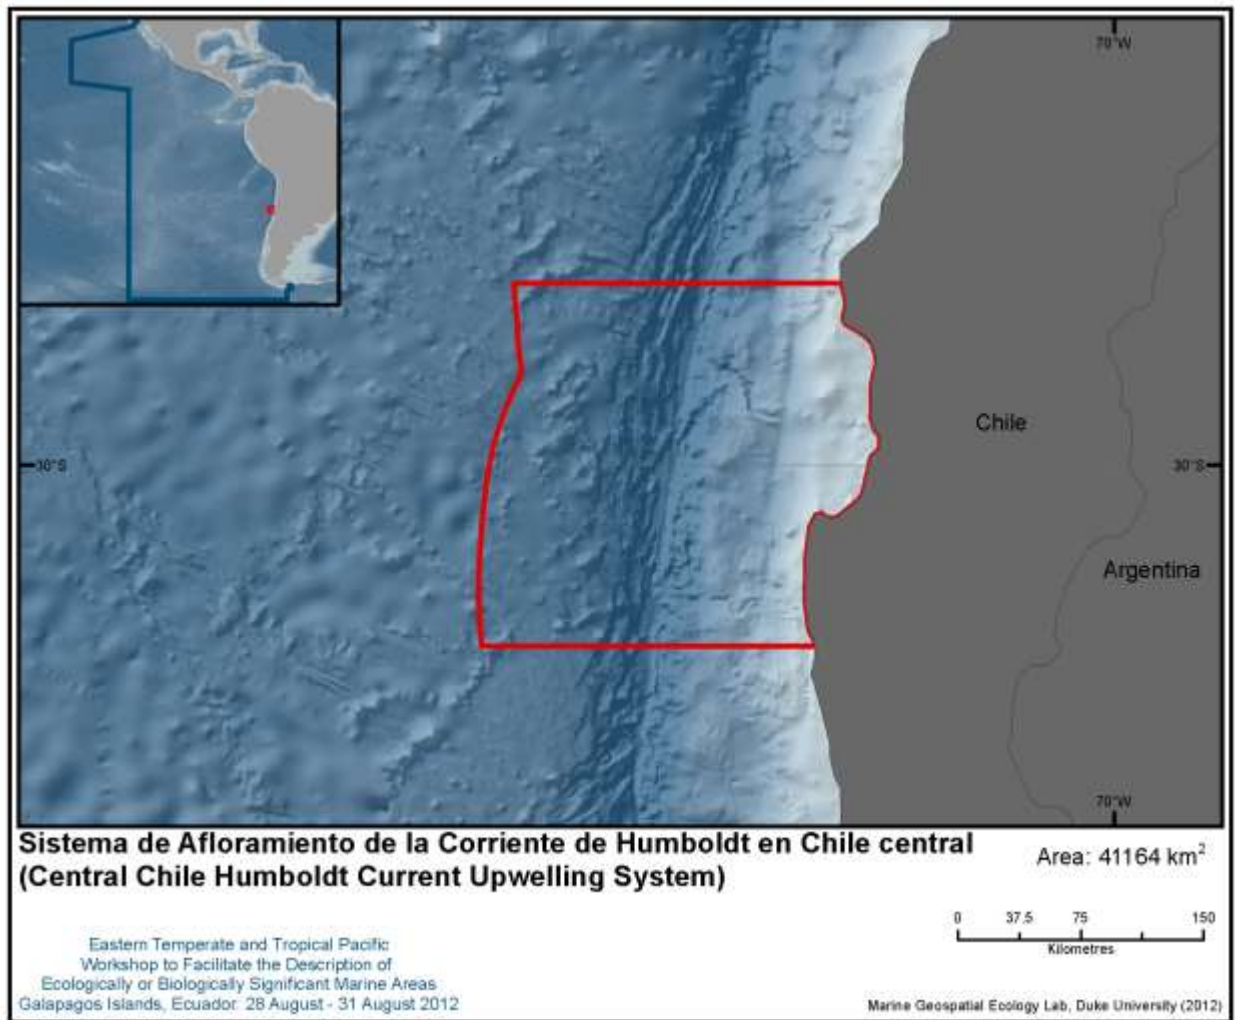 70°W
Chile
30°S
30°S
Argentina
70°W
Sistema de Afloramiento de la Corriente de Humboldt en Chile central
(Central Chile Humboldt Current Upwelling System)
Area: 41164 km²
0 37.5 75 150
Kilometres
Eastern Temperate and Tropical Pacific
Workshop to Facilitate the Description of
Ecologically or Biologically Significant Marine Areas
Galapagos Islands, Ecuador 28 August - 31 August 2012
Marine Geospatial Ecology Lab, Duke University (2012)